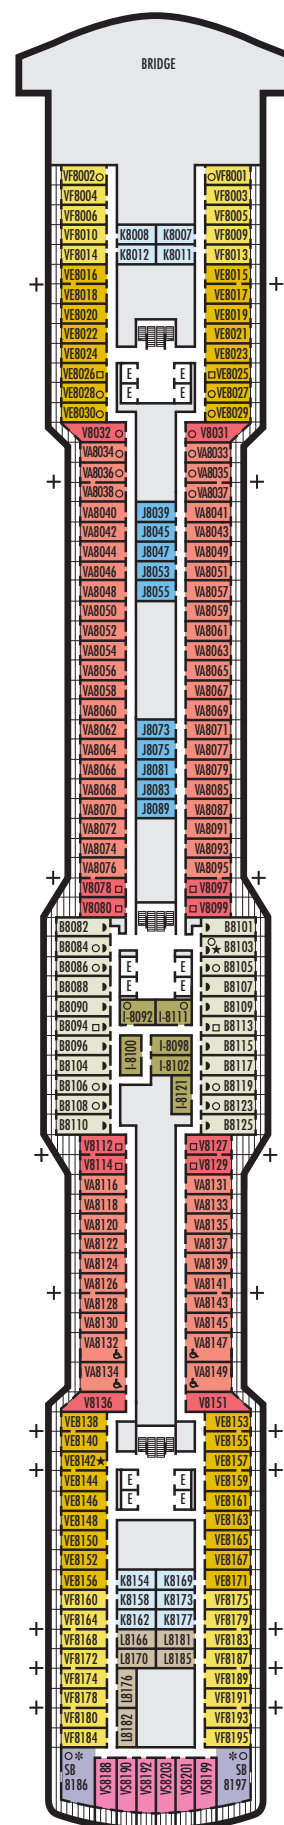 BRIDGE
VF8002 VF8001
VF8004 VF8003
VF8006 VF8005
VF8010 K8008 K8007 VF8009
VF8014 K8012 K8011 VF8013
VE8016 VE8015
VE8018 VE8017
VE8020 VE8019
VE8022 VE8021
VE8024 VE8023
VE8026 E E VE8025
VE8028 E E VE8027
VE8030 VE8029
V8032 V8031
VA8034 VA8033
VA8036 VA8035
VA8038 VA8037
VA8040 J8039 VA8041
VA8042 J8045 VA8043
VA8044 J8047 VA8049
VA8046 J8053 VA8051
VA8048 J8055 VA8057
VA8050 VA8059
VA8052 VA8061
VA8054 VA8063
VA8056 VA8065
VA8058 VA8067
VA8060 VA8069
VA8062 J8073 VA8071
VA8064 J8075 VA8077
VA8066 J8081 VA8079
VA8068 J8083 VA8085
VA8070 J8089 VA8087
VA8072 VA8091
VA8074 VA8093
VA8076 VA8095
V8078 V8097
V8080 V8099
B8082 B8101
B8084 B8103
B8086 E E B8105
B8088 E E B8107
B8090 I-8092 I-8111 B8109
B8094 B8113
B8096 I-8100 I-8098 B8115
B8104 I-8102 B8117
B8106 I-8121 B8119
B8108 B8123
B8110 B8125
V8112 V8127
V8114 V8129
VA8116 VA8131
VA8118 VA8133
VA8120 VA8135
VA8122 VA8137
VA8124 VA8139
VA8126 VA8141
VA8128 VA8143
VA8130 VA8145
VA8132 VA8147
VA8134 VA8149
V8136 V8151
VE8138 VE8153
VE8140 VE8155
VE8142 VE8157
VE8144 E E VE8159
VE8146 E E VE8161
VE8148 VE8163
VE8150 VE8165
VE8152 VE8167
VE8156 K8154 K8169 VE8171
VF8160 K8158 K8173 VF8175
VF8164 K8162 K8177 VF8179
VF8168 L8166 L8181 VF8183
VF8172 L8170 L8185 VF8187
VF8174 L8176 VF8189
VF8178 VF8191
VF8180 L8182 VF8193
VF8184 VF8195
SB 8186 VS8188 VS8190 VS8192 VS8203 VS8201 VS8199 SB 8197